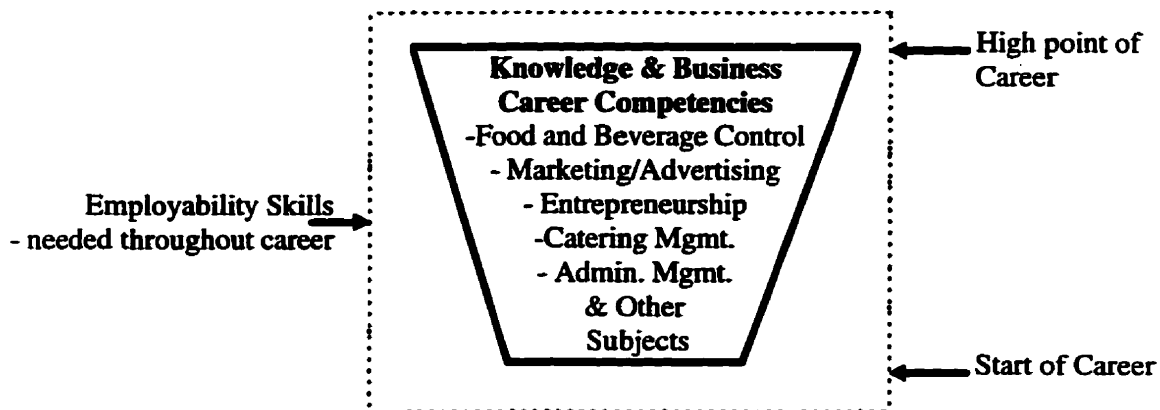 High point of
Career
Knowledge & Business
Career Competencies
-Food and Beverage Control
- Marketing/Advertising
- Entrepreneurship
-Catering Mgmt.
- Admin. Mgmt.
& Other
Subjects
Employability Skills
- needed throughout career
Start of Career